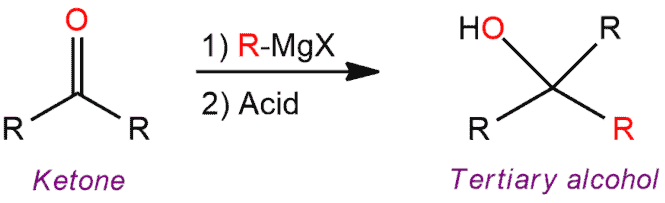 O
R R
Ketone
1) R-MgX
2) Acid
HO R
R R
Tertiary alcohol